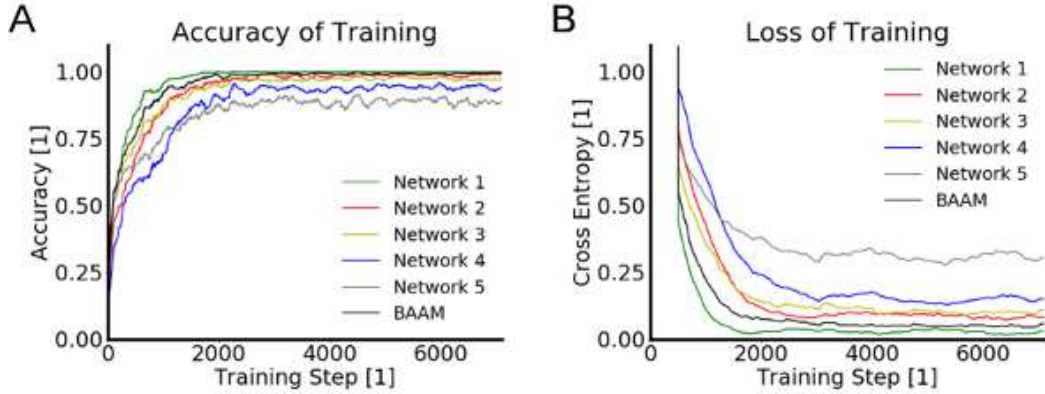 A
Accuracy of Training
Accuracy [1]
1.00
0.75
0.50
0.25
0.00
0
2000
4000
6000
Training Step [1]
Network 1
Network 2
Network 3
Network 4
Network 5
BAAM
B
Loss of Training
Cross Entropy [1]
1.00
0.75
0.50
0.25
0.00
0
2000
4000
6000
Training Step [1]
Network 1
Network 2
Network 3
Network 4
Network 5
BAAM